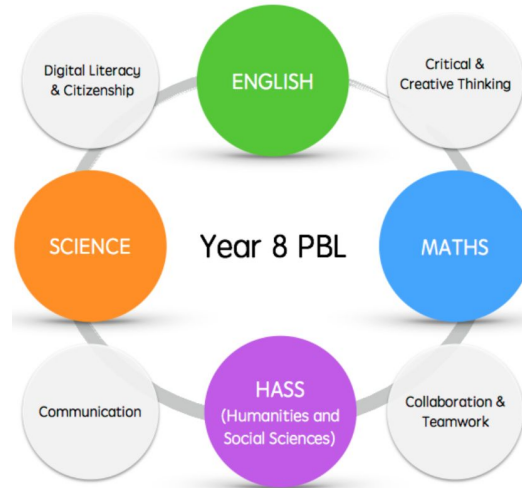 Digital Literacy
& Citizenship
ENGLISH
Critical &
Creative Thinking
SCIENCE
Year 8 PBL
MATHS
Communication
HASS
(Humanities and
Social Sciences)
Collaboration &
Teamwork